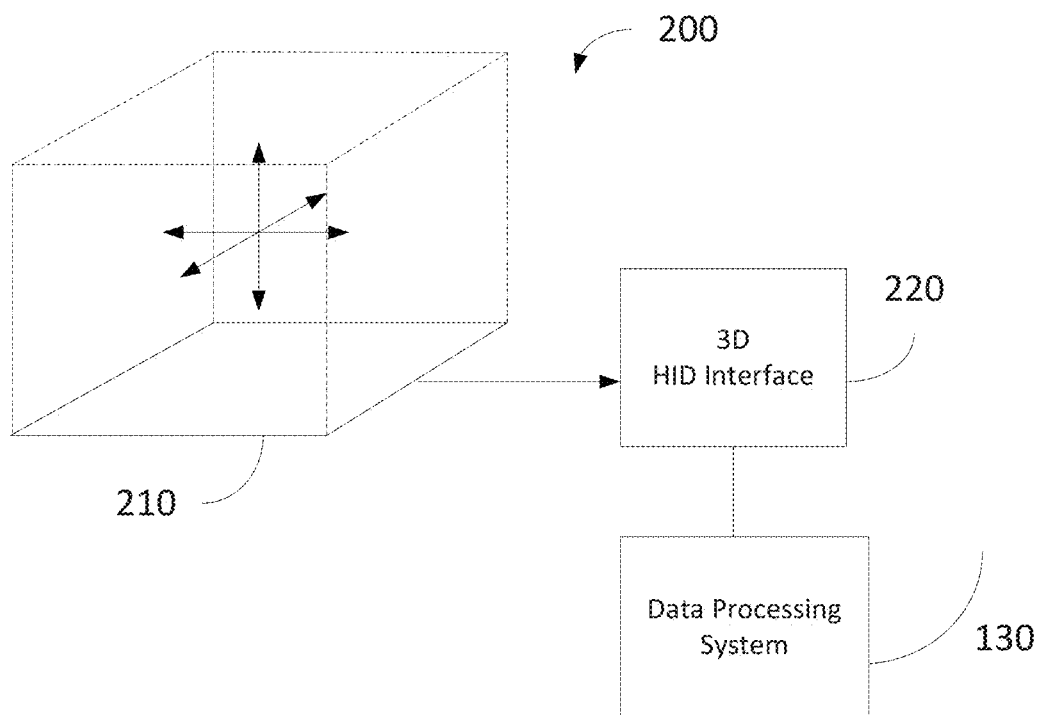 200
220
3D
HID Interface
210
Data Processing
System
130